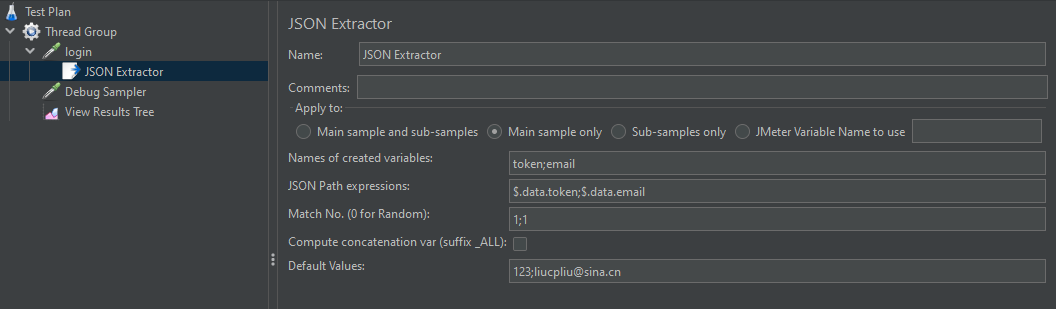 Test Plan
Thread Group
login
JSON Extractor
Debug Sampler
View Results Tree
JSON Extractor
Name: JSON Extractor
Comments:
Apply to:
Main sample and sub-samples Main sample only Sub-samples only JMeter Variable Name to use
Names of created variables: token;email
JSON Path expressions: $.data.token;$.data.email
Match No. (0 for Random): 1;1
Compute concatenation var (suffix _ALL):
Default Values: 123;liucpliu@sina.cn